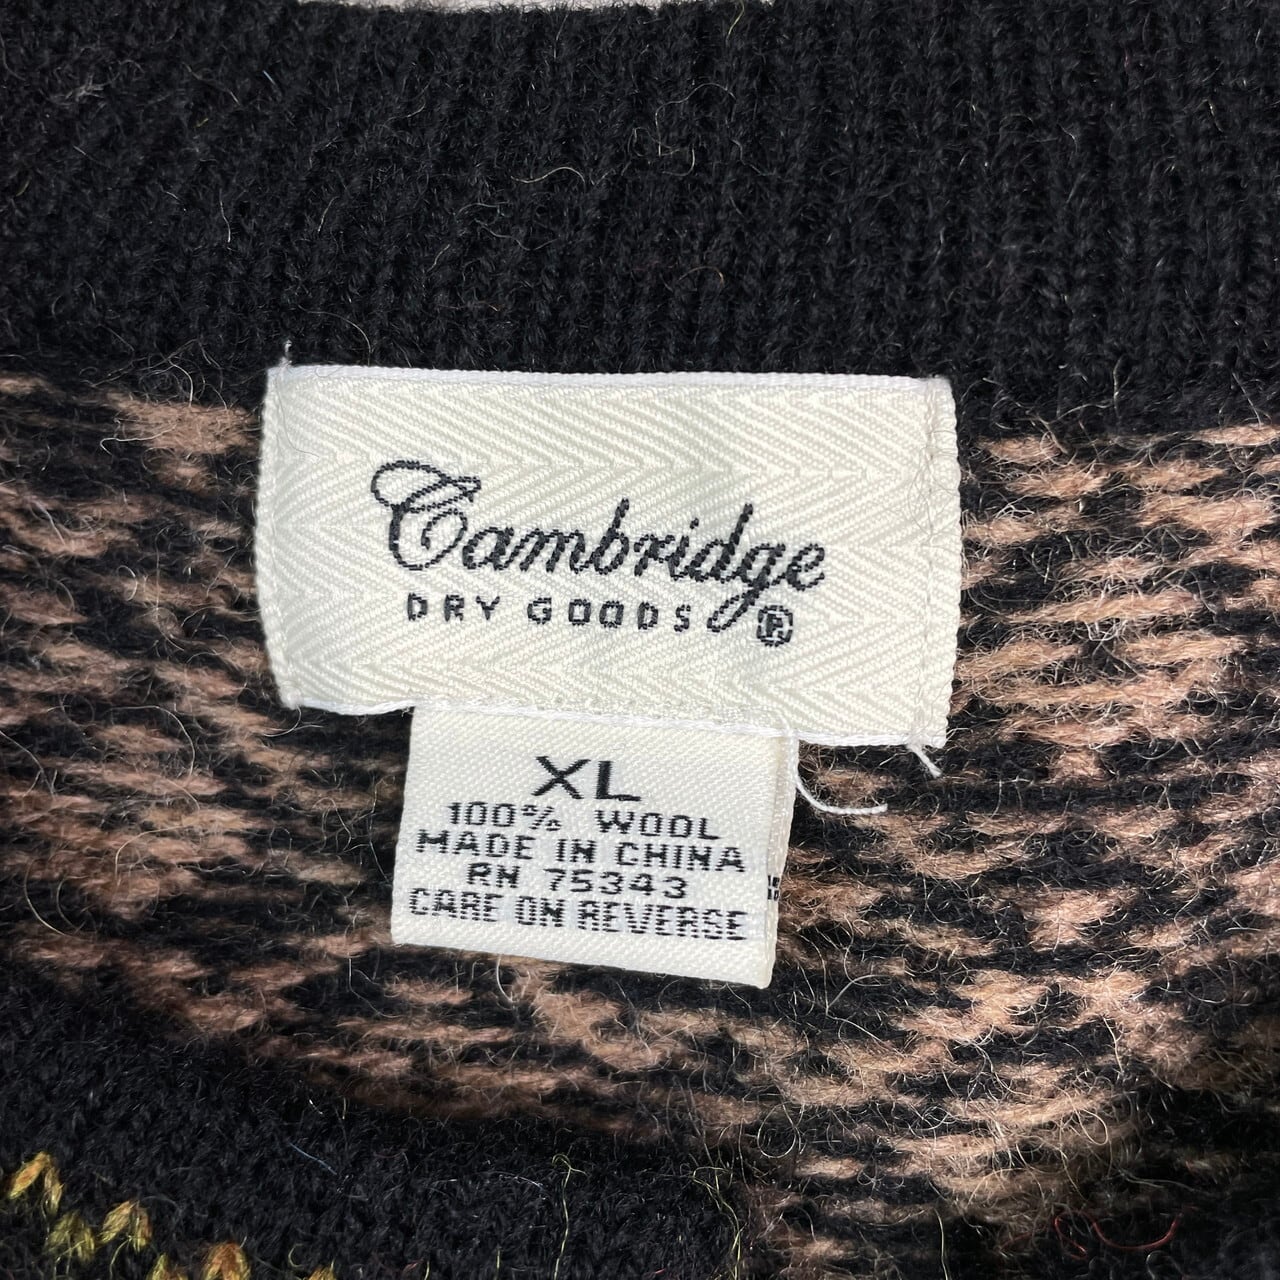 Cambridge
DRY GOODS ®
XL
100% WOOL
MADE IN CHINA
RN 75343
CARE ON REVERSE